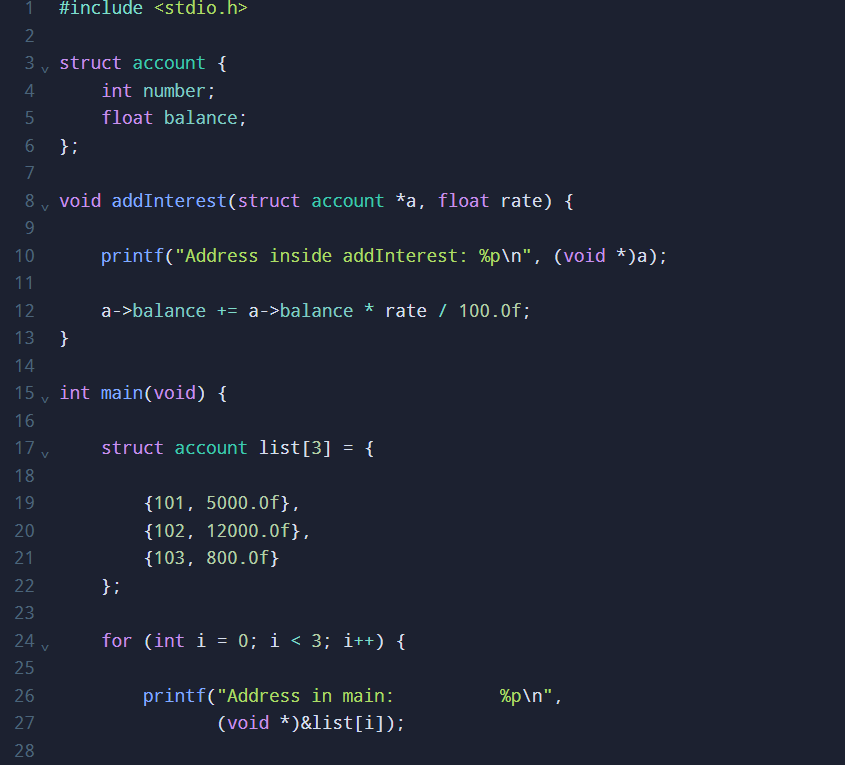 1 #include <stdio.h>
2
3 struct account {
4     int number;
5     float balance;
6 };
7
8 void addInterest(struct account *a, float rate) {
9
10     printf("Address inside addInterest: %p\n", (void *)a);
11
12     a->balance += a->balance * rate / 100.0f;
13 }
14
15 int main(void) {
16
17     struct account list[3] = {
18
19         {101, 5000.0f},
20         {102, 12000.0f},
21         {103, 800.0f}
22     };
23
24     for (int i = 0; i < 3; i++) {
25
26         printf("Address in main:          %p\n",
27                (void *)&list[i]);
28